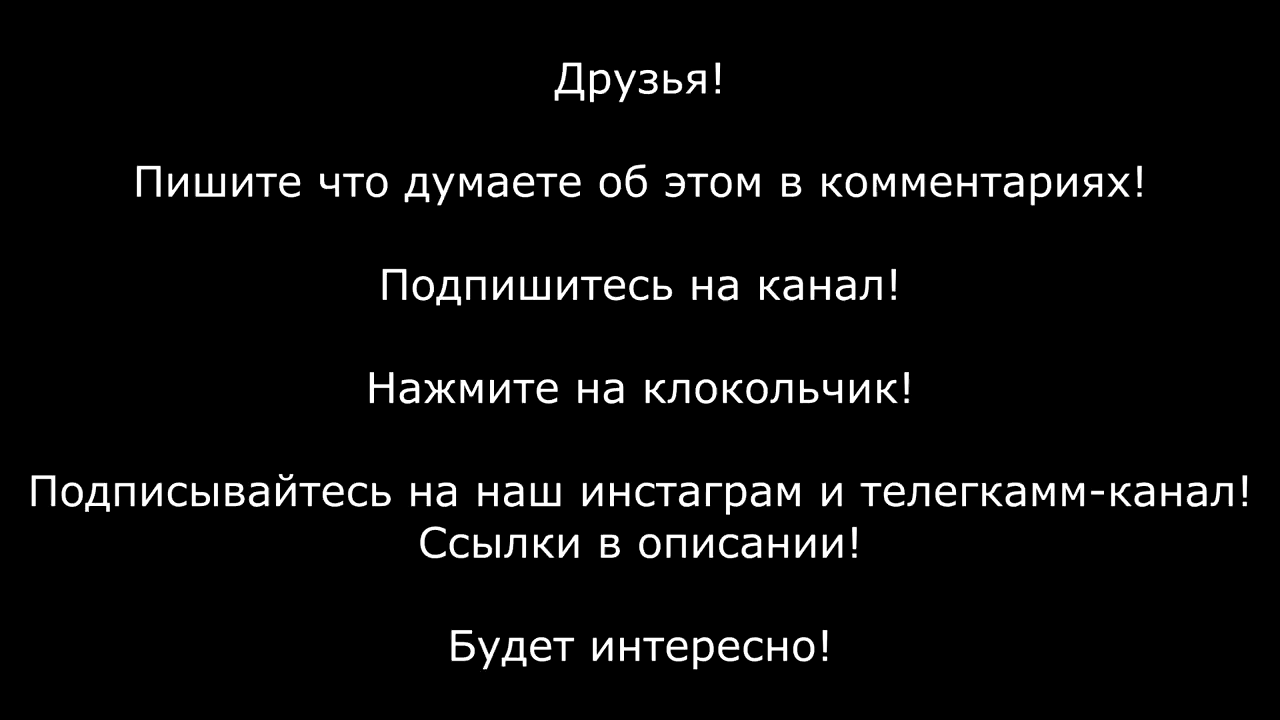 Друзья!
Пишите что думаете об этом в комментариях!
Подпишитесь на канал!
Нажмите на клокольчик!
Подписывайтесь на наш инстаграм и телегкамм-канал!
Ссылки в описании!
Будет интересно!